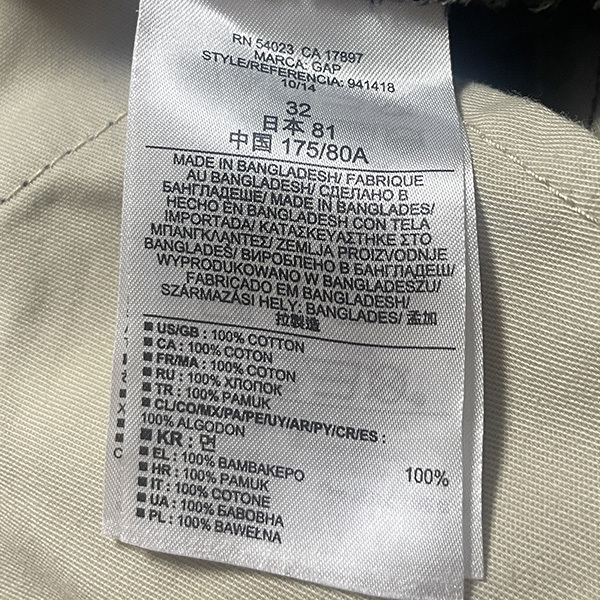 RN 54023 CA 17897
MARCA: GAP
STYLE/REFERENCIA: 941418
10/14
32
日本 81
中国 175/80A
MADE IN BANGLADESH/ FABRIQUE
AU BANGLADESH/ СДЕЛАНО В
БАНГЛАДЕШЕ/ MADE IN BANGLADES/
HECHO EN BANGLADESH CON TELA
IMPORTADA/ ΚΑΤΑΣΚΕΥΑΣΤΗΚΕ ΣΤΟ
ΜΠΑΝΓΚΛΑΝΤΕΣ/ ZEMLJA PROIZVODNJE
BANGLADEŠ/ ВИРОБЛЕНО В БАНГЛАДЕШ/
WYPRODUKOWANO W BANGLADESZU/
FABRICADO EM BANGLADESH/
SZÁRMAZÁSI HELY: BANGLADES/ 孟加
拉製造
■ US/GB : 100% COTTON
■ CA : 100% COTON
■ FR/MA : 100% COTON
■ RU : 100% ХЛОПОК
■ TR : 100% PAMUK
■ CL/CO/MX/PA/PE/UY/AR/PY/CR/ES :
100% ALGODON
■ KR : 면 100%
■ EL : 100% ΒΑΜΒΑΚΕΡΟ
■ HR : 100% PAMUK
■ IT : 100% COTONE
■ UA : 100% БАВОВНА
■ PL : 100% BAWEŁNA